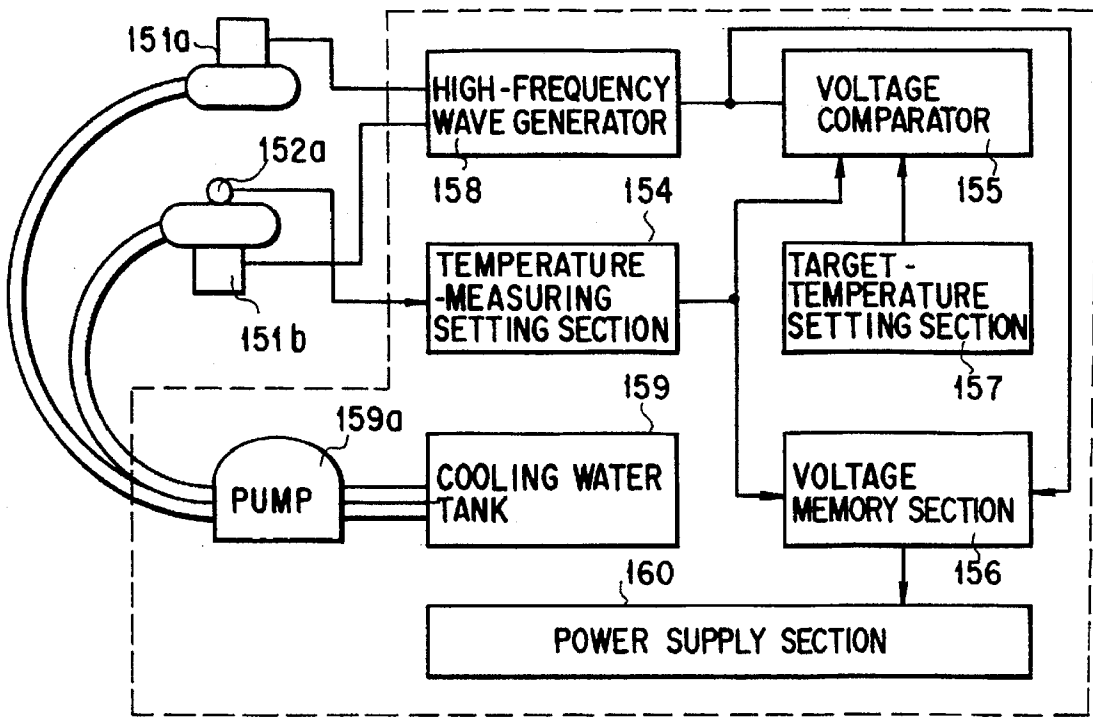 151a
HIGH-FREQUENCY
WAVE GENERATOR
158
VOLTAGE
COMPARATOR
155
152a
154
151b
TEMPERATURE
-MEASURING
SETTING SECTION
TARGET-
TEMPERATURE
SETTING SECTION
157
159a
159
PUMP
COOLING WATER
TANK
VOLTAGE
MEMORY SECTION
156
160
POWER SUPPLY SECTION